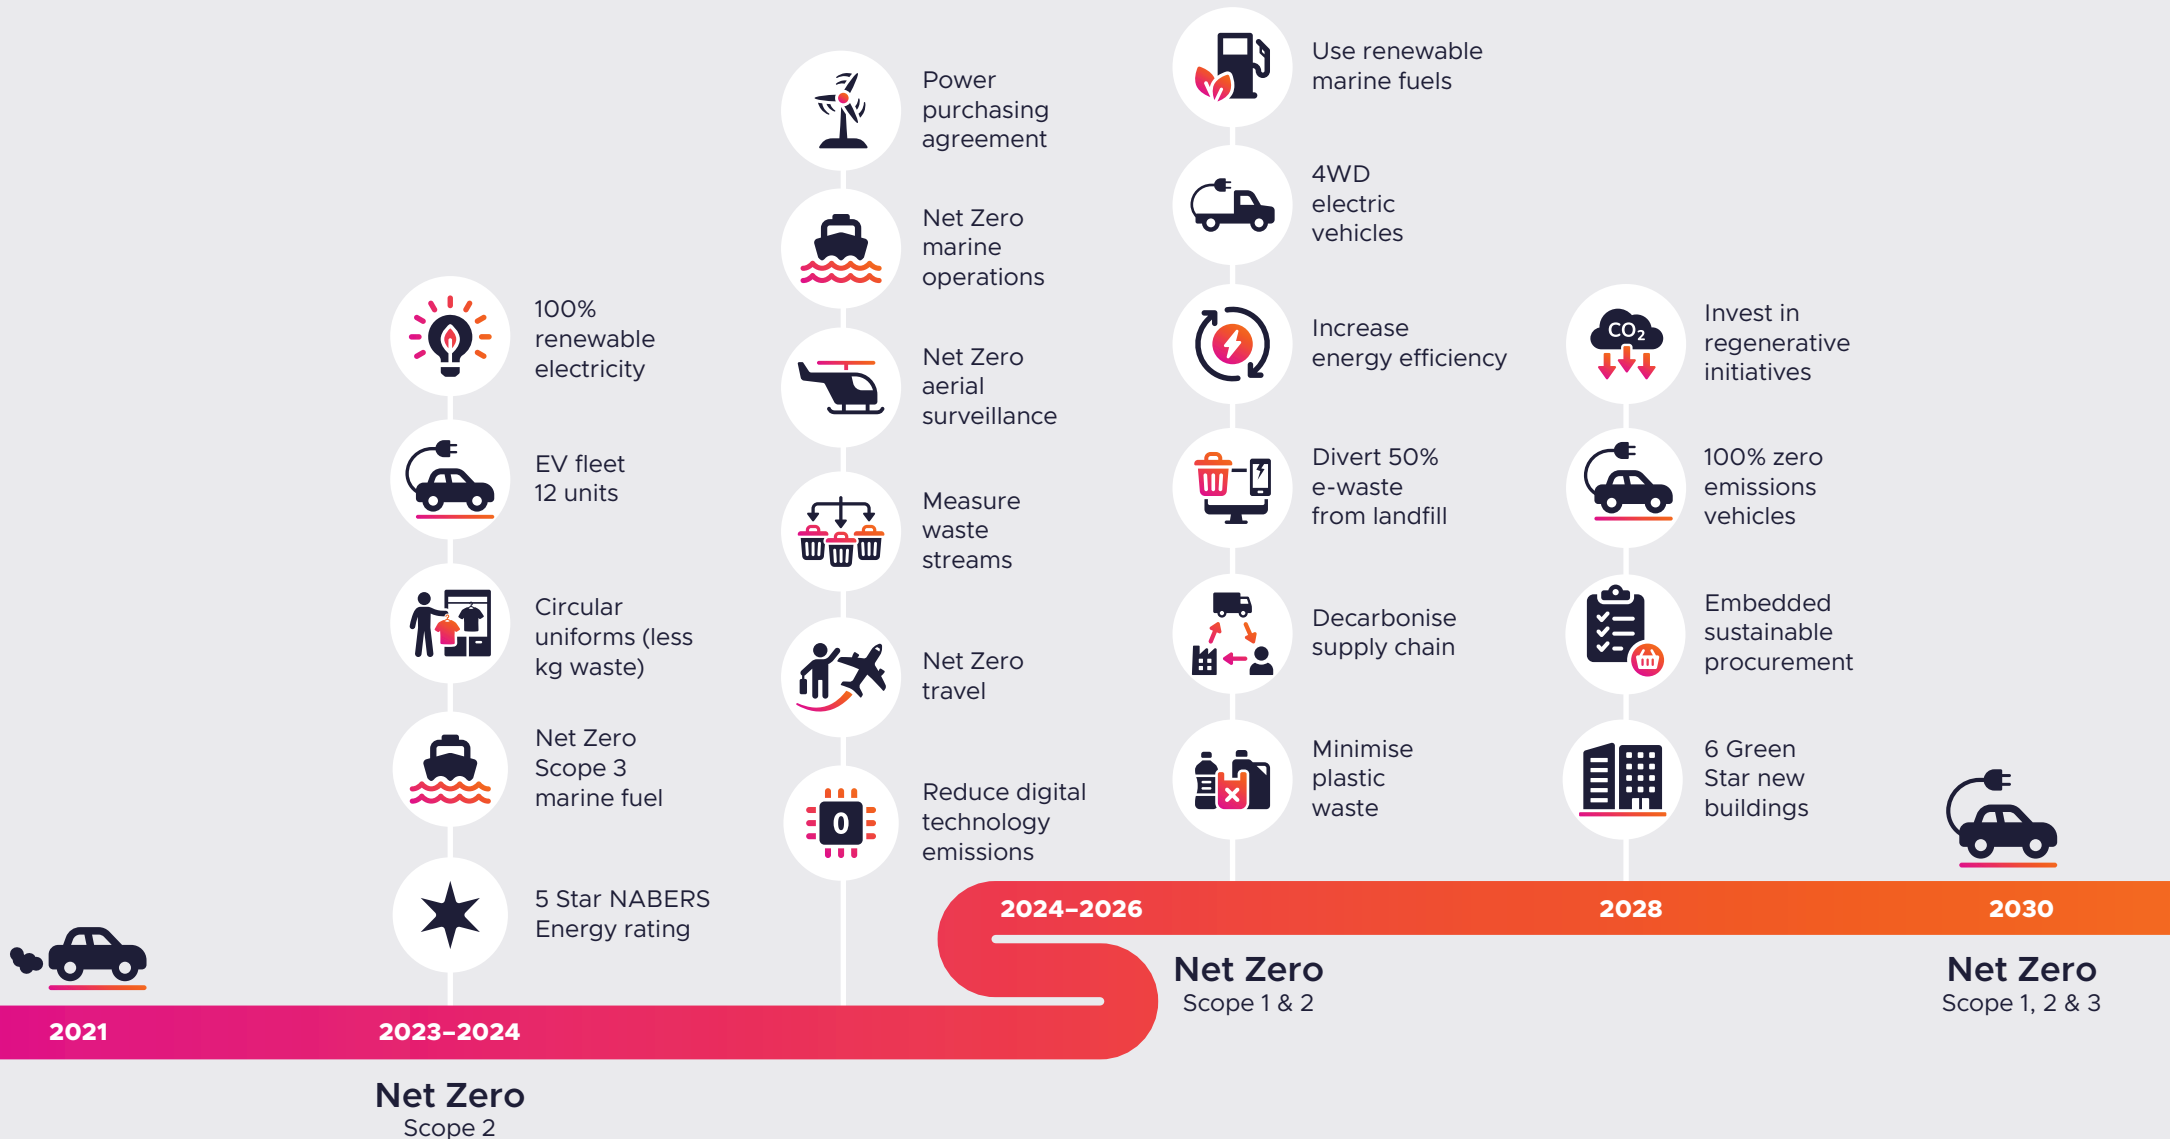 100%
renewable
electricity
EV fleet
12 units
Circular
uniforms (less
kg waste)
Net Zero
Scope 3
marine fuel
5 Star NABERS
Energy rating
Power
purchasing
agreement
Net Zero
marine
operations
Net Zero
aerial
surveillance
Measure
waste
streams
Net Zero
travel
0
Reduce digital
technology
emissions
Use renewable
marine fuels
4WD
electric
vehicles
Increase
energy efficiency
Divert 50%
e-waste
from landfill
Decarbonise
supply chain
Minimise
plastic
waste
CO₂
Invest in
regenerative
initiatives
100% zero
emissions
vehicles
Embedded
sustainable
procurement
6 Green
Star new
buildings
2021
2023–2024
Net Zero
Scope 2
2024–2026
Net Zero
Scope 1 & 2
2028
2030
Net Zero
Scope 1, 2 & 3